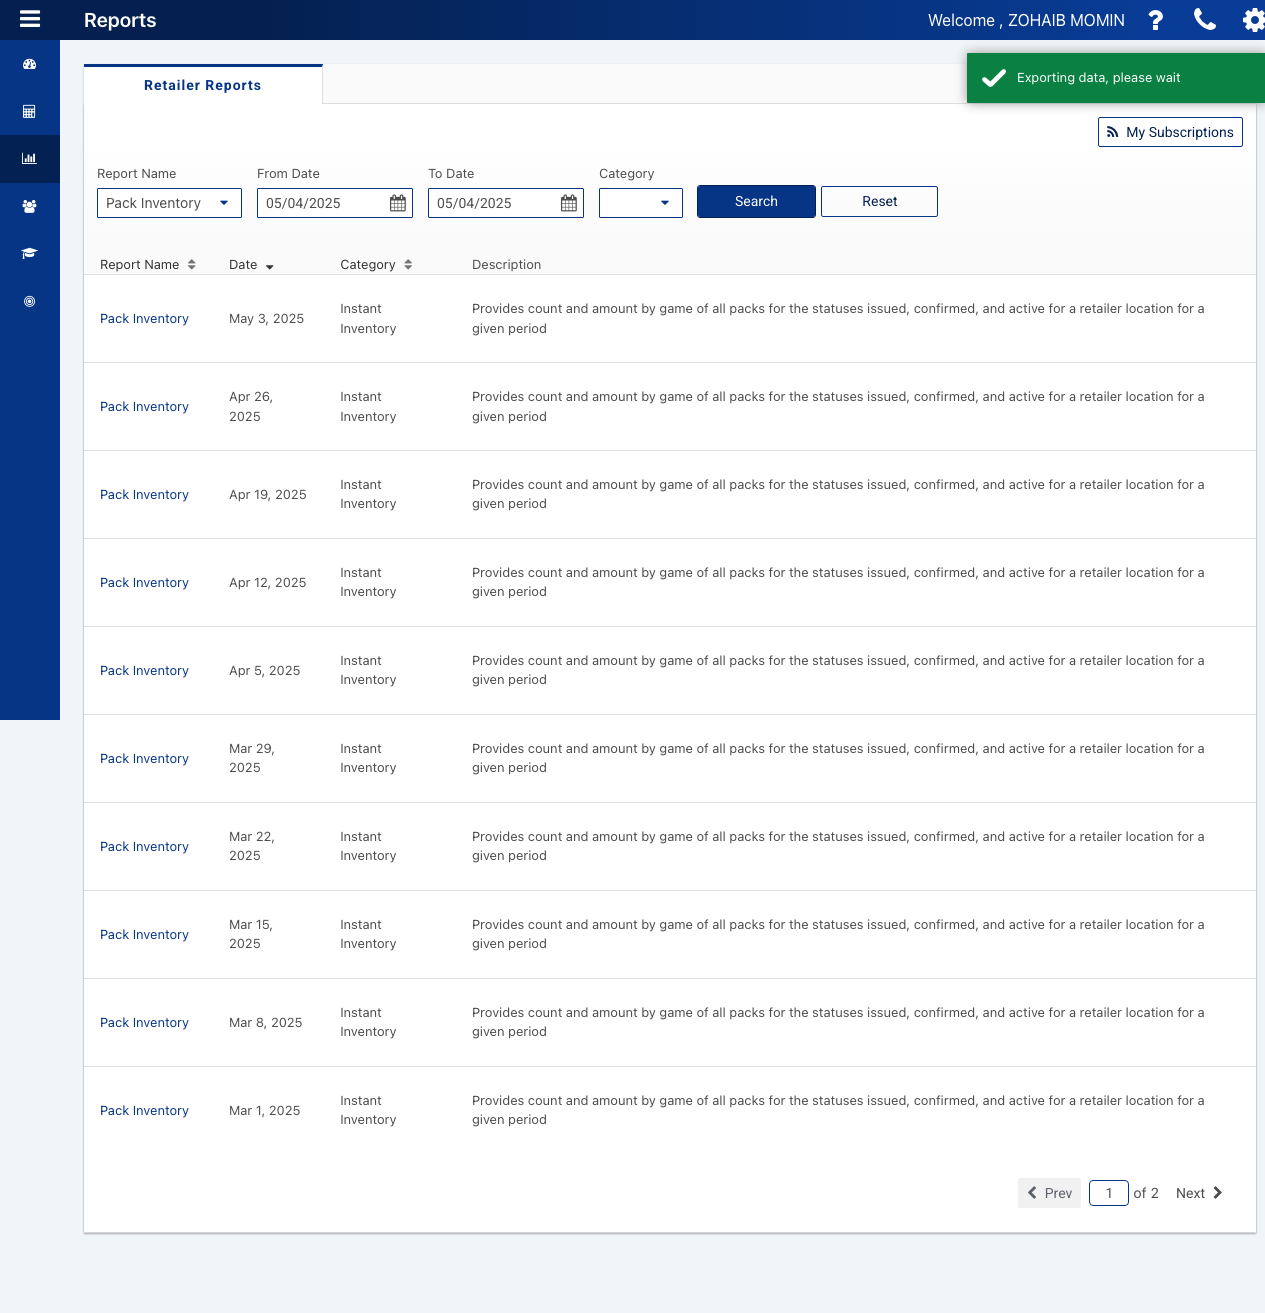 Reports
Welcome , ZOHAIB MOMIN
Exporting data, please wait
Retailer Reports
My Subscriptions
Report Name
From Date
To Date
Category
Pack Inventory
05/04/2025
05/04/2025
Search
Reset
Report Name
Date
Category
Description
Pack Inventory
May 3, 2025
Instant
Inventory
Provides count and amount by game of all packs for the statuses issued, confirmed, and active for a retailer location for a
given period
Pack Inventory
Apr 26,
2025
Instant
Inventory
Provides count and amount by game of all packs for the statuses issued, confirmed, and active for a retailer location for a
given period
Pack Inventory
Apr 19, 2025
Instant
Inventory
Provides count and amount by game of all packs for the statuses issued, confirmed, and active for a retailer location for a
given period
Pack Inventory
Apr 12, 2025
Instant
Inventory
Provides count and amount by game of all packs for the statuses issued, confirmed, and active for a retailer location for a
given period
Pack Inventory
Apr 5, 2025
Instant
Inventory
Provides count and amount by game of all packs for the statuses issued, confirmed, and active for a retailer location for a
given period
Pack Inventory
Mar 29,
2025
Instant
Inventory
Provides count and amount by game of all packs for the statuses issued, confirmed, and active for a retailer location for a
given period
Pack Inventory
Mar 22,
2025
Instant
Inventory
Provides count and amount by game of all packs for the statuses issued, confirmed, and active for a retailer location for a
given period
Pack Inventory
Mar 15,
2025
Instant
Inventory
Provides count and amount by game of all packs for the statuses issued, confirmed, and active for a retailer location for a
given period
Pack Inventory
Mar 8, 2025
Instant
Inventory
Provides count and amount by game of all packs for the statuses issued, confirmed, and active for a retailer location for a
given period
Pack Inventory
Mar 1, 2025
Instant
Inventory
Provides count and amount by game of all packs for the statuses issued, confirmed, and active for a retailer location for a
given period
Prev
1
of 2
Next